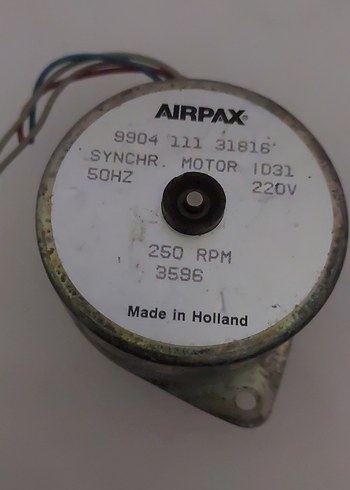 AIRPAX®
9904 111 31816
SYNCHR. MOTOR ID31
50HZ 220V
250 RPM
3596
Made in Holland